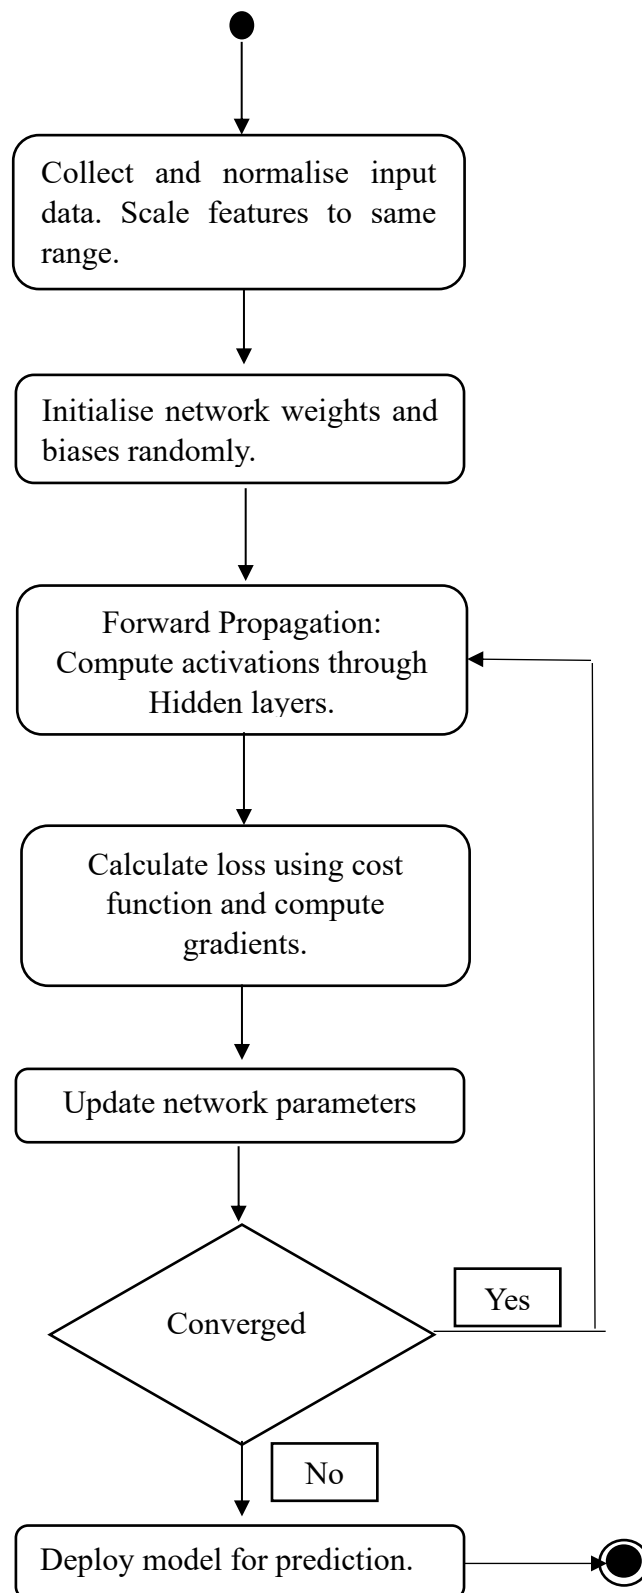 Collect and normalise input
data. Scale features to same
range.
Initialise network weights and
biases randomly.
Forward Propagation:
Compute activations through
Hidden layers.
Calculate loss using cost
function and compute
gradients.
Update network parameters
Converged
Yes
No
Deploy model for prediction.